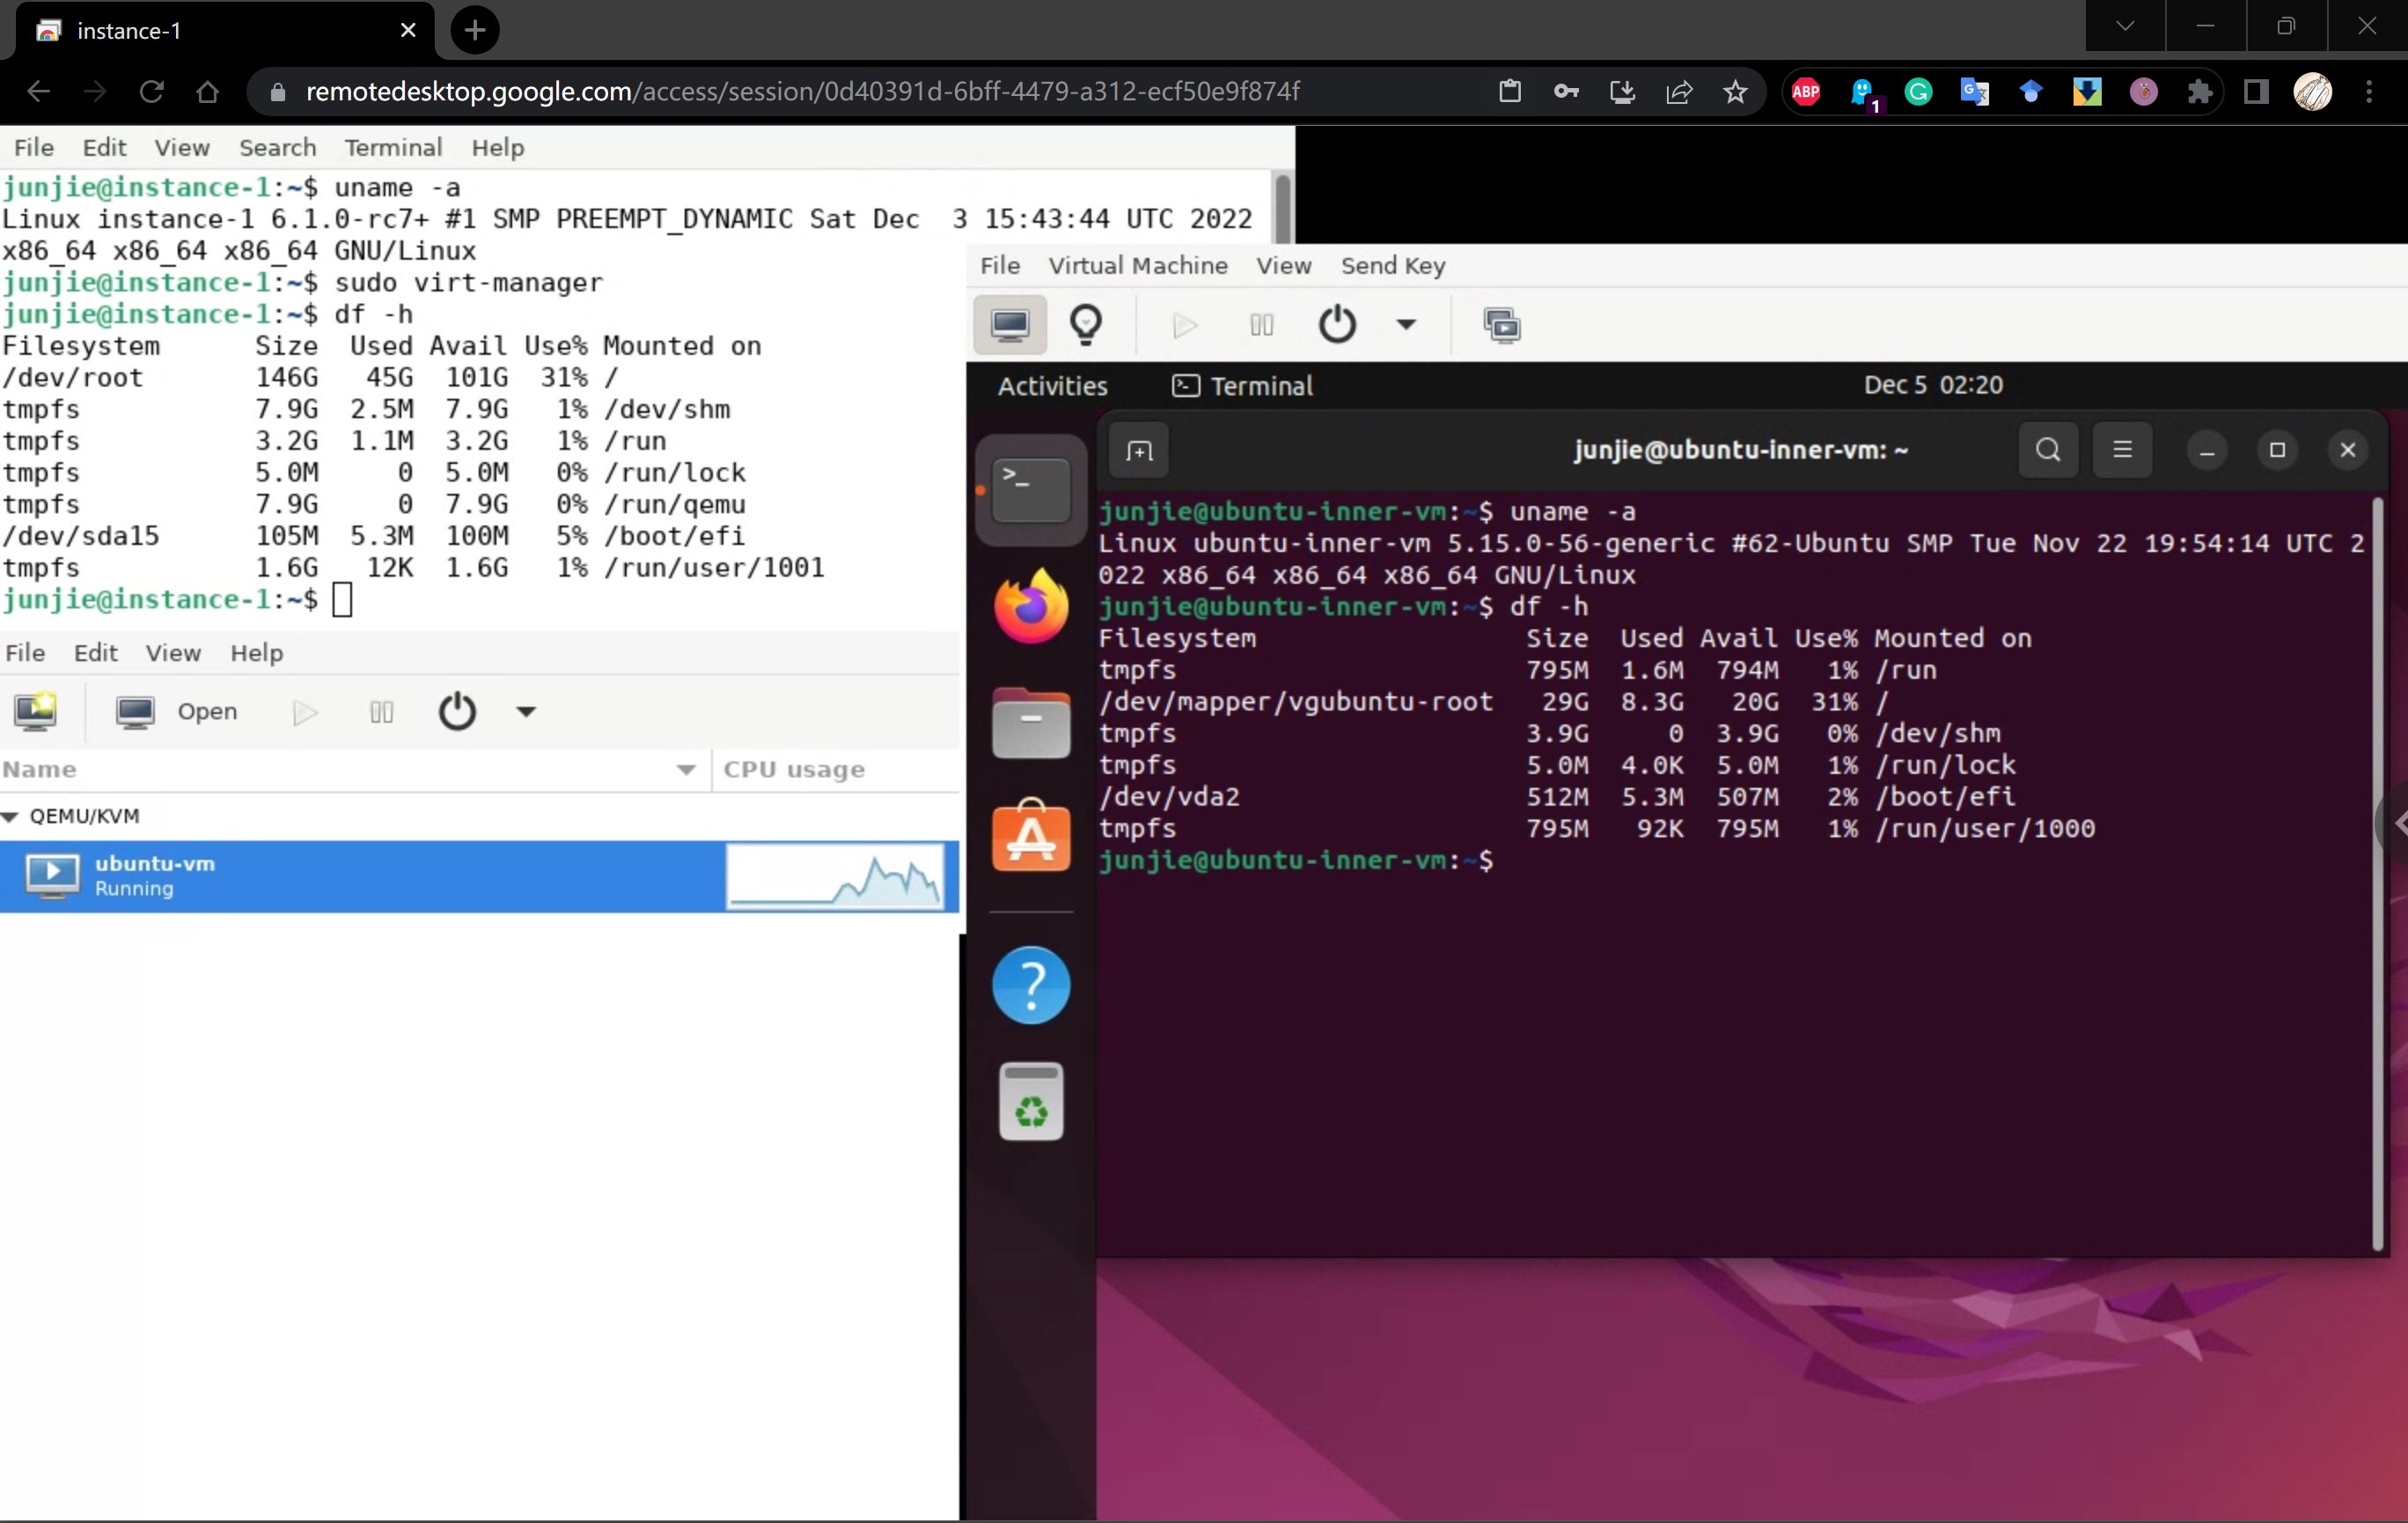 instance-1
remotedesktop.google.com/access/session/0d40391d-6bff-4479-a312-ecf50e9f874f
ABP
1
File Edit View Search Terminal Help
junjie@instance-1:~$ uname -a
Linux instance-1 6.1.0-rc7+ #1 SMP PREEMPT_DYNAMIC Sat Dec  3 15:43:44 UTC 2022
x86_64 x86_64 x86_64 GNU/Linux
junjie@instance-1:~$ sudo virt-manager
junjie@instance-1:~$ df -h
Filesystem      Size  Used Avail Use% Mounted on
/dev/root       146G   45G  101G  31% /
tmpfs           7.9G  2.5M  7.9G   1% /dev/shm
tmpfs           3.2G  1.1M  3.2G   1% /run
tmpfs           5.0M     0  5.0M   0% /run/lock
tmpfs           7.9G     0  7.9G   0% /run/qemu
/dev/sda15      105M  5.3M  100M   5% /boot/efi
tmpfs           1.6G   12K  1.6G   1% /run/user/1001
junjie@instance-1:~$
File Edit View Help
Open
Name CPU usage
QEMU/KVM
ubuntu-vm
Running
File Virtual Machine View Send Key
Activities Terminal Dec 5 02:20
junjie@ubuntu-inner-vm: ~
junjie@ubuntu-inner-vm:~$ uname -a
Linux ubuntu-inner-vm 5.15.0-56-generic #62-Ubuntu SMP Tue Nov 22 19:54:14 UTC 2
022 x86_64 x86_64 x86_64 GNU/Linux
junjie@ubuntu-inner-vm:~$ df -h
Filesystem                 Size  Used Avail Use% Mounted on
tmpfs                      795M  1.6M  794M   1% /run
/dev/mapper/vgubuntu-root   29G  8.3G   20G  31% /
tmpfs                      3.9G     0  3.9G   0% /dev/shm
tmpfs                      5.0M  4.0K  5.0M   1% /run/lock
/dev/vda2                  512M  5.3M  507M   2% /boot/efi
tmpfs                      795M   92K  795M   1% /run/user/1000
junjie@ubuntu-inner-vm:~$